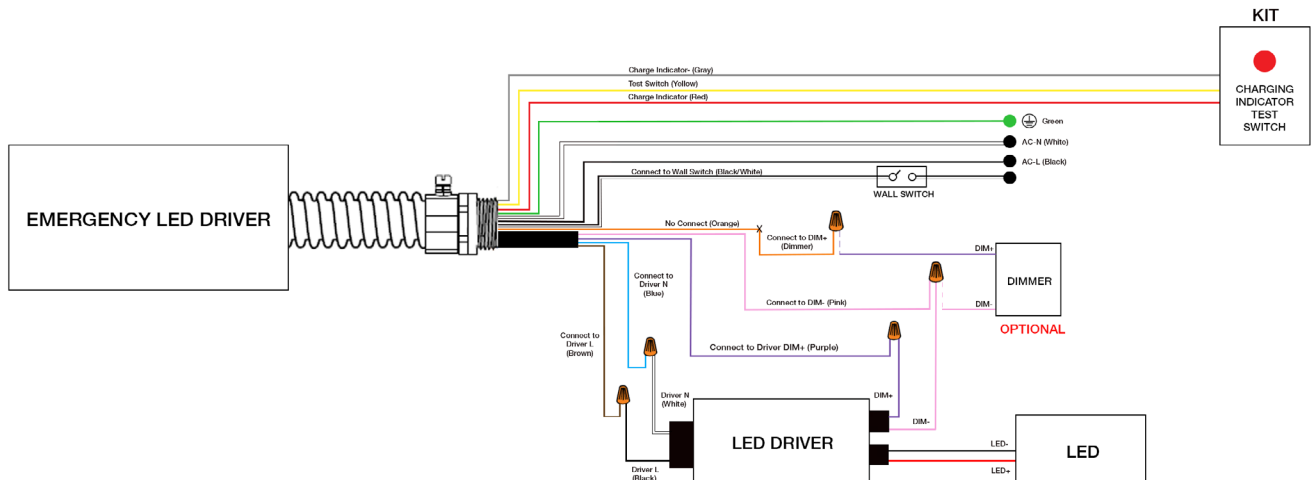 KIT
Charge Indicator- (Gray)
Test Switch (Yellow)
Charge Indicator (Red)
CHARGING
INDICATOR
TEST
SWITCH
Green
AC-N (White)
AC-L (Black)
Connect to Wall Switch (Black/White)
WALL SWITCH
EMERGENCY LED DRIVER
No Connect (Orange)
X
Connect to DIM+
(Dimmer)
DIM+
DIMMER
Connect to
Driver N
(Blue)
Connect to DIM- (Pink)
DIM-
OPTIONAL
Connect to
Driver L
(Brown)
Connect to Driver DIM+ (Purple)
Driver N
(White)
DIM+
DIM-
LED DRIVER
LED-
LED+
LED
Driver L
(Black)